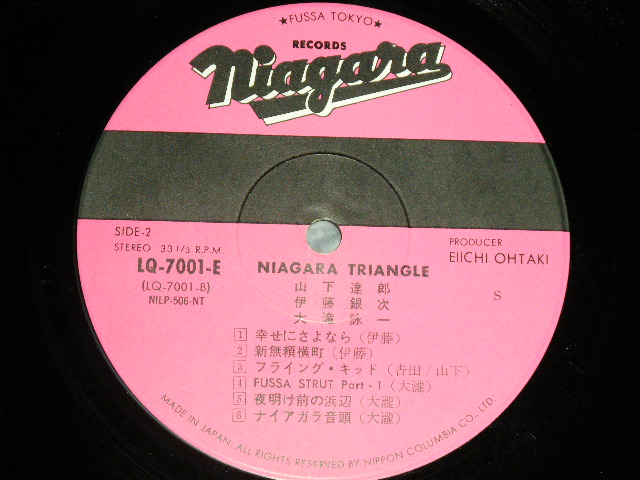 ★FUSSA TOKYO★
RECORDS
Niagara
SIDE-2
STEREO 33 1/3 R.P.M.
LQ-7001-E
(LQ-7001-B)
NILP-506-NT
PRODUCER
EIICHI OHTAKI
S
NIAGARA TRIANGLE
山下達郎
伊藤銀次
大滝詠一
1 幸せにさよなら(伊藤)
2 新無頼横町(伊藤)
3 フライング・キッド(吉田/山下)
4 FUSSA STRUT Part-1(大瀧)
5 夜明け前の浜辺(大瀧)
6 ナイアガラ音頭(大瀧)
MADE IN JAPAN. ALL RIGHTS RESERVED BY NIPPON COLUMBIA CO., LTD.